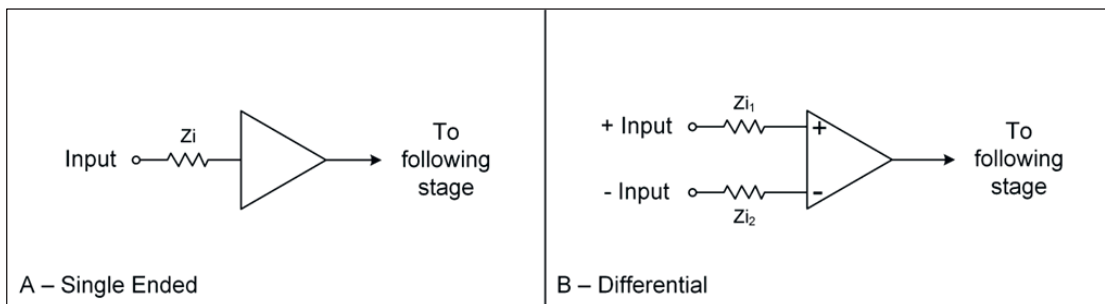 Input
Zi
To
following
stage
A – Single Ended
+ Input
- Input
Zi₁
Zi₂
+
-
To
following
stage
B – Differential